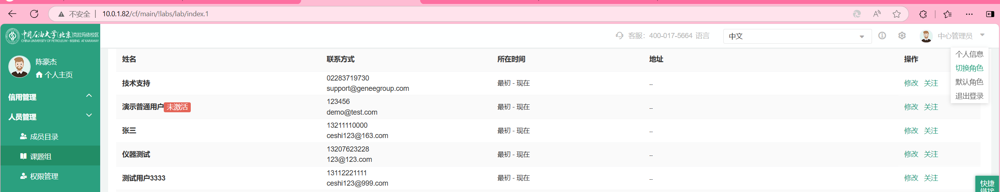 不安全 10.0.1.82/cf/main/!labs/lab/index.1
中国石油大学(北京)克拉玛依校区
CHINA UNIVERSITY OF PETROLEUM-BEIJING AT KARAMAY
客服：400-017-5664 语言 中文 中心管理员
个人信息
切换角色
默认角色
退出登录
陈豪杰
个人主页
信用管理
人员管理
成员目录
课题组
权限管理
姓名 联系方式 所在时间 地址 操作
技术支持 02283719730 最初 - 现在 -- 修改 关注
support@geneegroup.com
演示普通用户 未激活 123456 最初 - 现在 -- 修改 关注
demo@test.com
张三 13211110000 最初 - 现在 -- 修改 关注
ceshi123@163.com
仪器测试 13207623228 最初 - 现在 -- 修改 关注
123@123.com
测试用户3333 13112221111 最初 - 现在 -- 修改 关注
ceshi123@999.com
快捷
链接